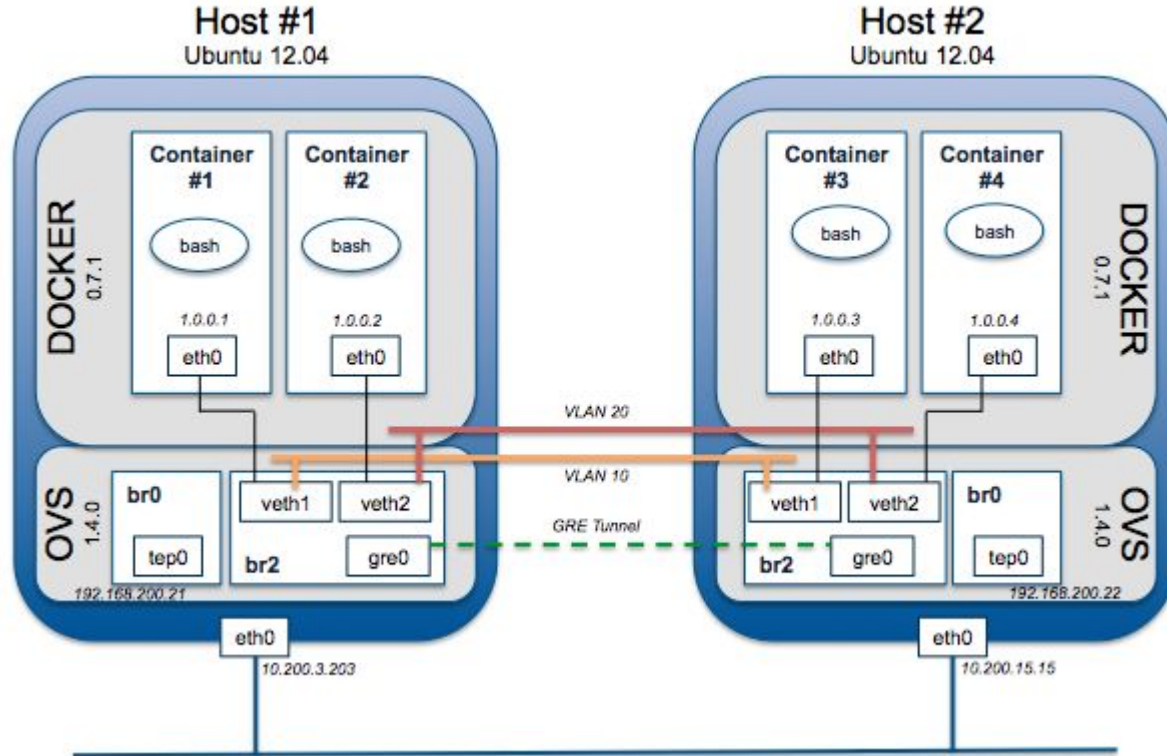 Host #1
Ubuntu 12.04
Host #2
Ubuntu 12.04
DOCKER
0.7.1
Container
#1
bash
1.0.0.1
eth0
Container
#2
bash
1.0.0.2
eth0
Container
#3
bash
1.0.0.3
eth0
Container
#4
bash
1.0.0.4
eth0
DOCKER
0.7.1
VLAN 20
VLAN 10
GRE Tunnel
OVS
1.4.0
br0
tep0
192.168.200.21
veth1
veth2
gre0
br2
veth1
veth2
gre0
br2
br0
tep0
192.168.200.22
OVS
1.4.0
eth0
10.200.3.203
eth0
10.200.15.15